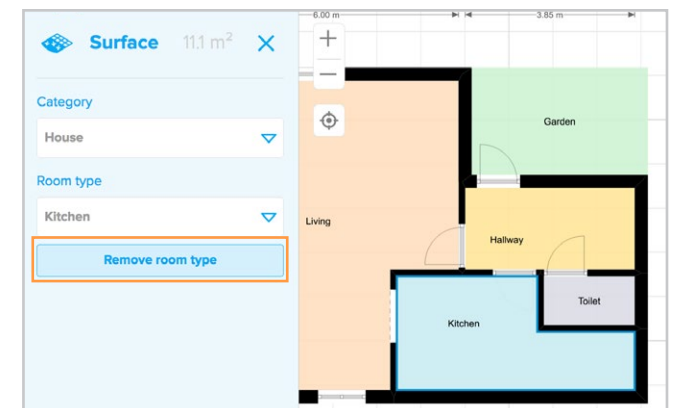 Surface 11.1 m²
Category
House
Room type
Kitchen
Remove room type
6.00 m 3.85 m
Garden
Living
Hallway
Toilet
Kitchen